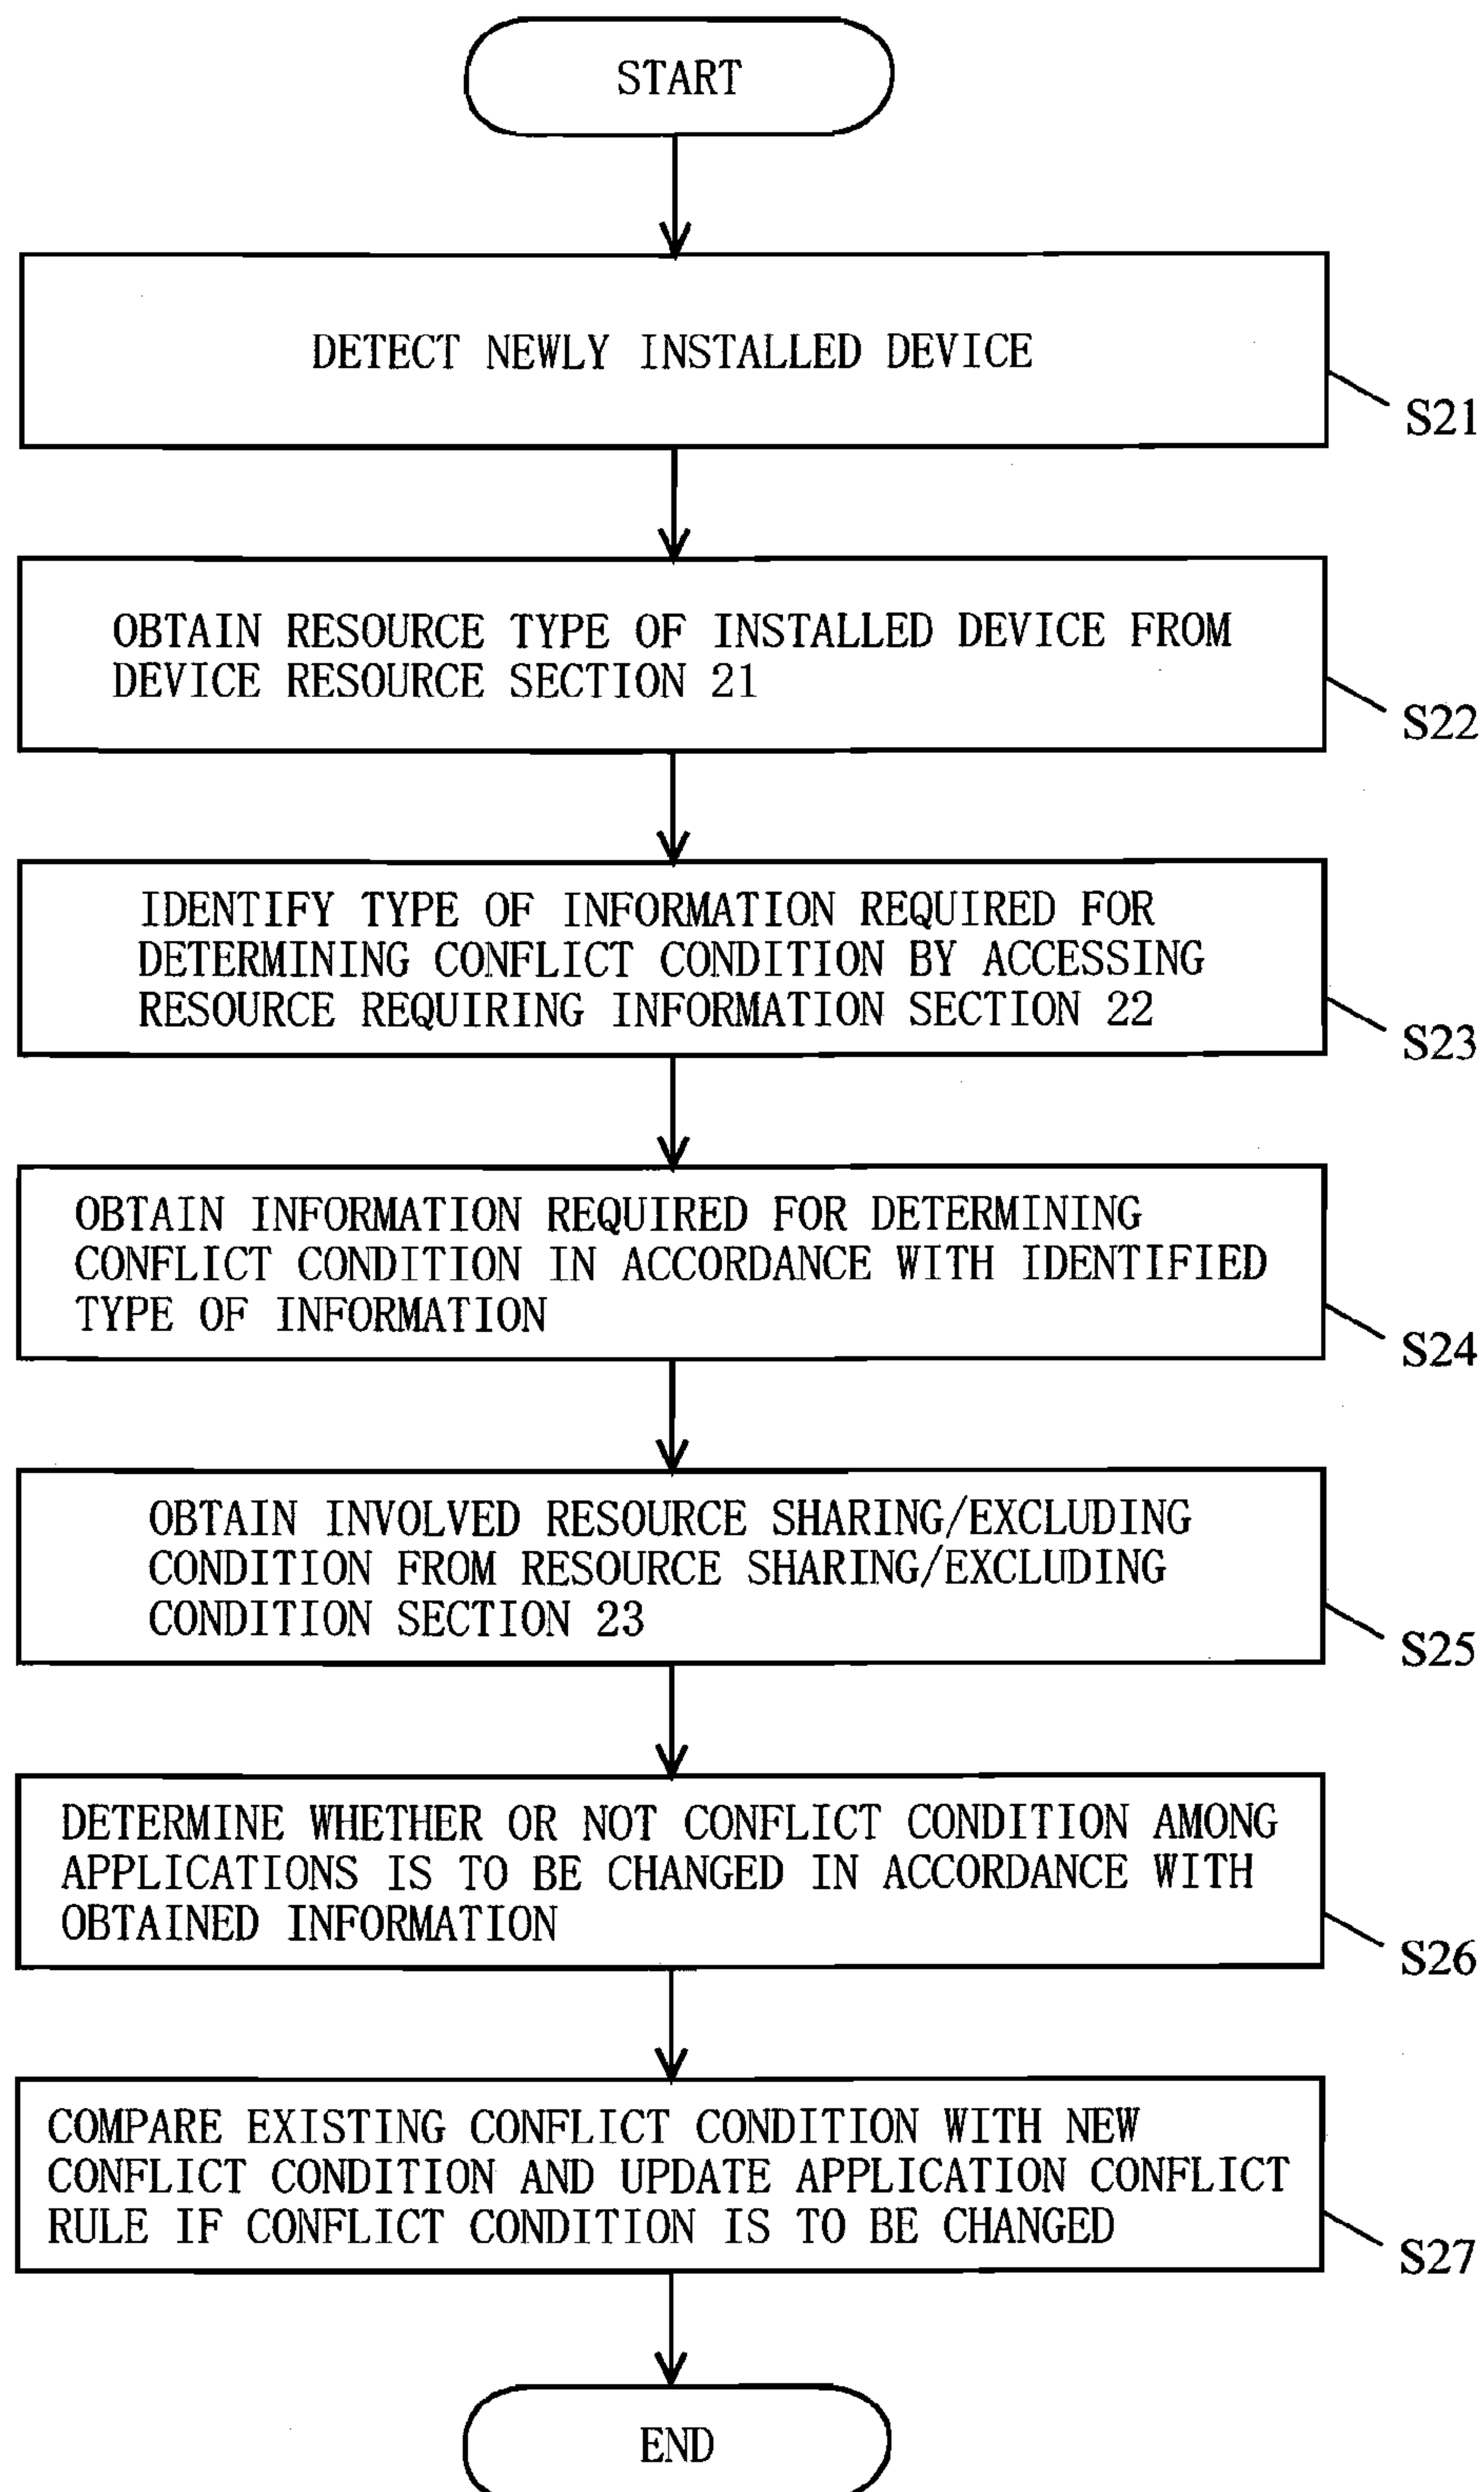 START
DETECT NEWLY INSTALLED DEVICE
S21
OBTAIN RESOURCE TYPE OF INSTALLED DEVICE FROM
DEVICE RESOURCE SECTION 21
S22
IDENTIFY TYPE OF INFORMATION REQUIRED FOR
DETERMINING CONFLICT CONDITION BY ACCESSING
RESOURCE REQUIRING INFORMATION SECTION 22
S23
OBTAIN INFORMATION REQUIRED FOR DETERMINING
CONFLICT CONDITION IN ACCORDANCE WITH IDENTIFIED
TYPE OF INFORMATION
S24
OBTAIN INVOLVED RESOURCE SHARING/EXCLUDING
CONDITION FROM RESOURCE SHARING/EXCLUDING
CONDITION SECTION 23
S25
DETERMINE WHETHER OR NOT CONFLICT CONDITION AMONG
APPLICATIONS IS TO BE CHANGED IN ACCORDANCE WITH
OBTAINED INFORMATION
S26
COMPARE EXISTING CONFLICT CONDITION WITH NEW
CONFLICT CONDITION AND UPDATE APPLICATION CONFLICT
RULE IF CONFLICT CONDITION IS TO BE CHANGED
S27
END